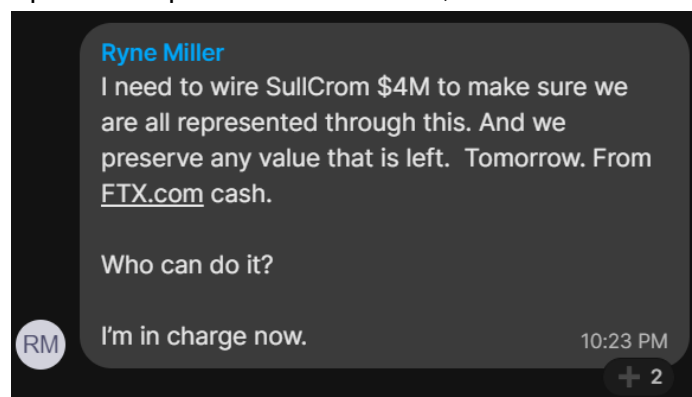 Ryne Miller
I need to wire SullCrom $4M to make sure we
are all represented through this. And we
preserve any value that is left.  Tomorrow. From
FTX.com cash.
Who can do it?
I'm in charge now.
10:23 PM
RM
+ 2